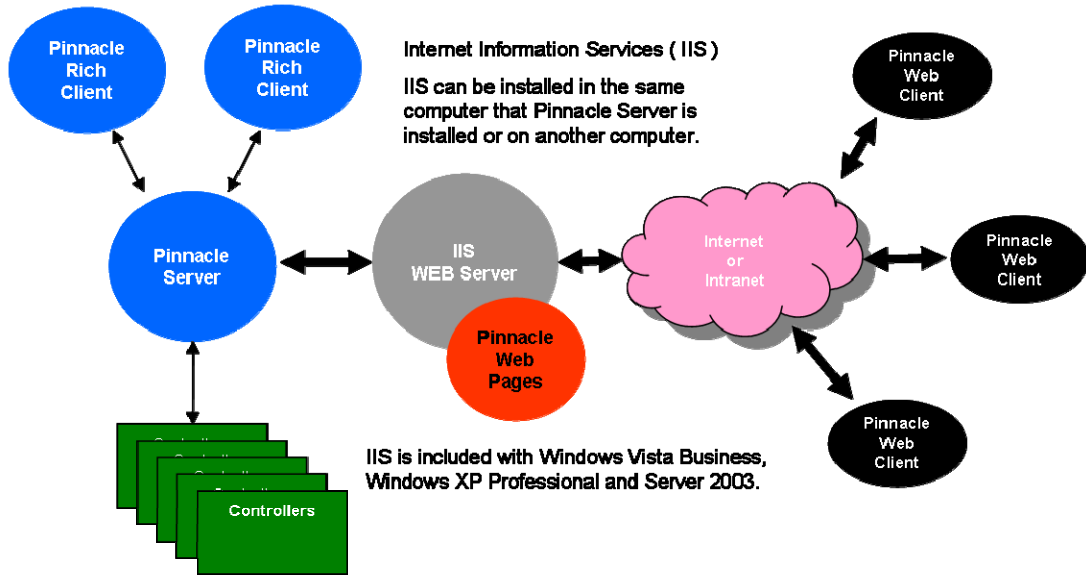 Pinnacle
Rich
Client
Pinnacle
Rich
Client
Internet Information Services ( IIS )
IIS can be installed in the same
computer that Pinnacle Server is
installed or on another computer.
Pinnacle
Web
Client
Pinnacle
Server
IIS
WEB Server
Internet
or
Intranet
Pinnacle
Web
Client
Pinnacle
Web
Pages
Pinnacle
Web
Client
IIS is included with Windows Vista Business,
Windows XP Professional and Server 2003.
Controllers